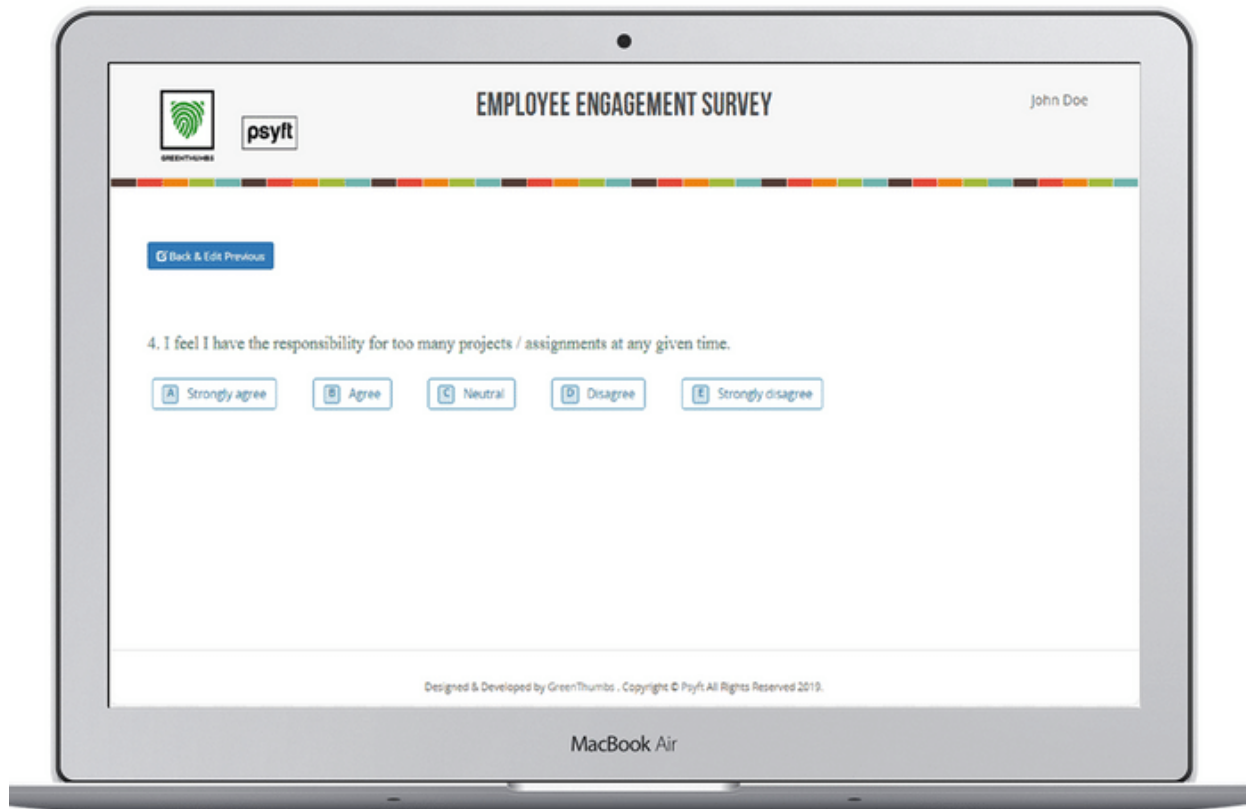 EMPLOYEE ENGAGEMENT SURVEY
John Doe
GREENTHUMBS
psyft
Back & Edit Previous
4. I feel I have the responsibility for too many projects / assignments at any given time.
A Strongly agree
B Agree
C Neutral
D Disagree
E Strongly disagree
Designed & Developed by GreenThumbs . Copyright © Psyft All Rights Reserved 2019.
MacBook Air